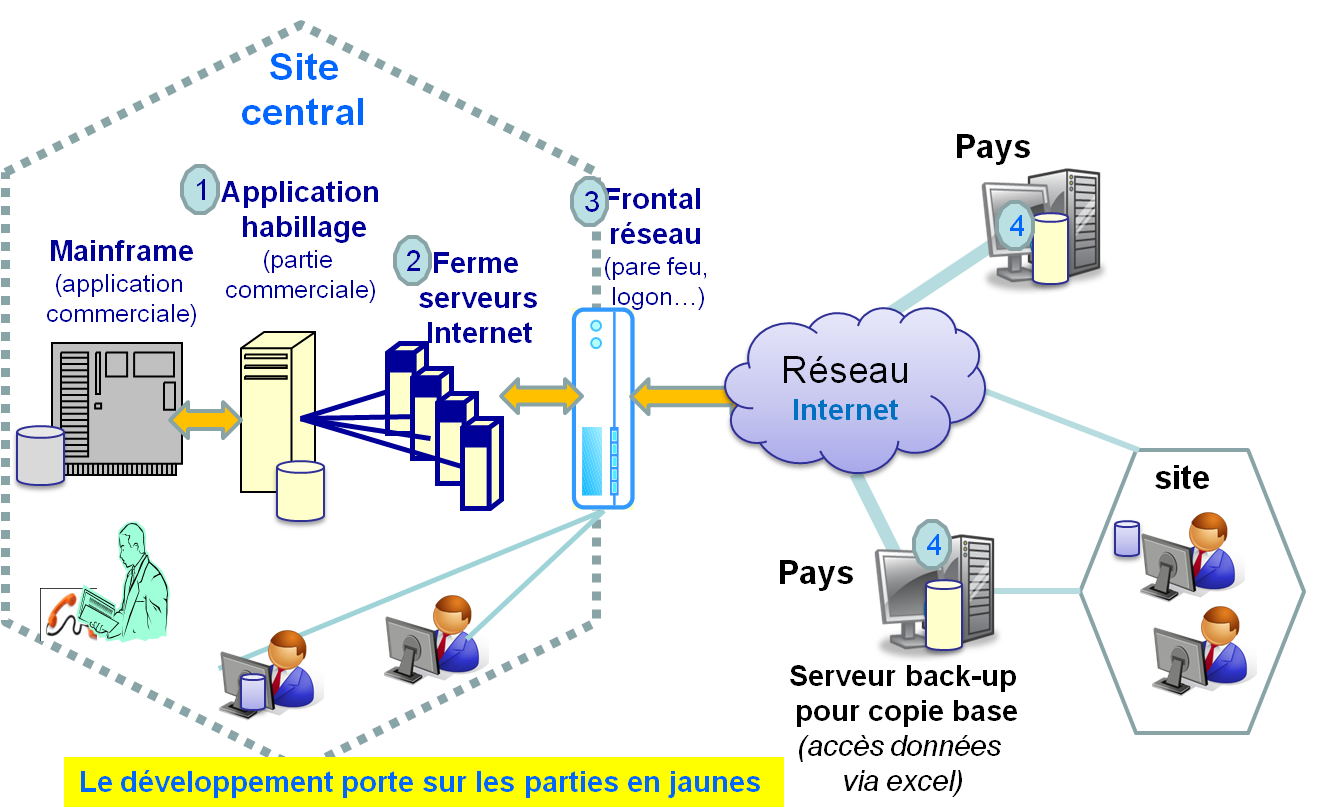 Site
central
Pays
1 Application
habillage
(partie
commerciale)
3 Frontal
réseau
(pare feu,
logon…)
Mainframe
(application
commerciale)
2 Ferme
serveurs
Internet
4
Réseau
Internet
site
4
Pays
Serveur back-up
pour copie base
(accès données
via excel)
Le développement porte sur les parties en jaunes